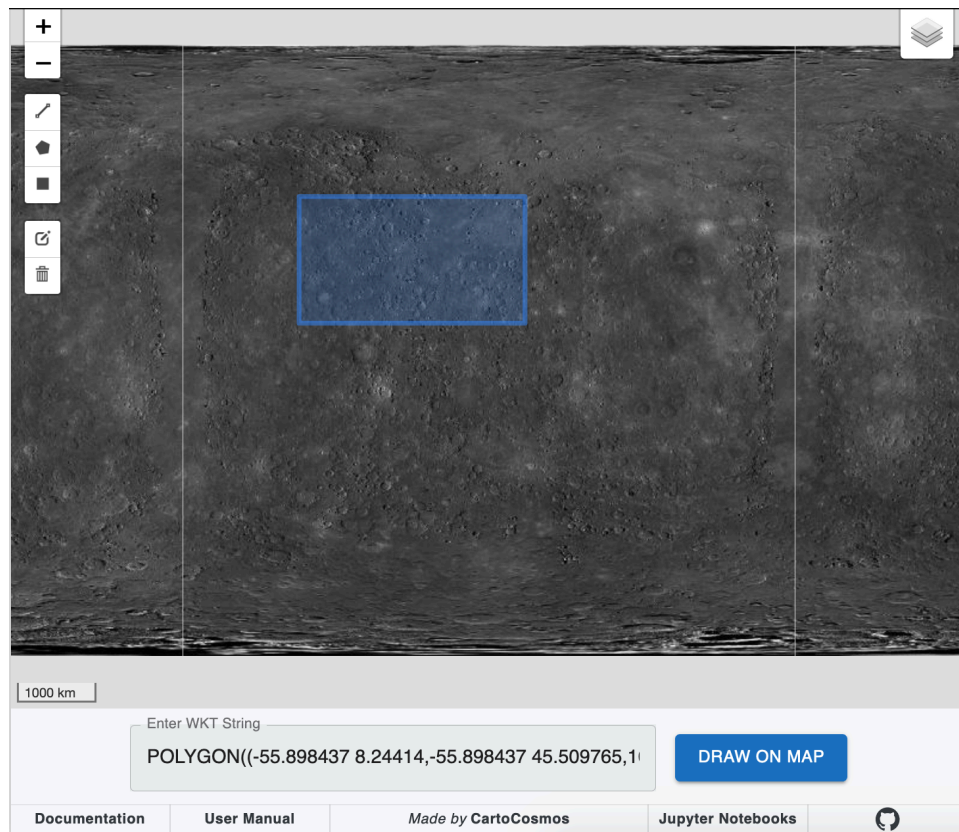 +
−
1000 km
Enter WKT String
POLYGON((-55.898437 8.24414,-55.898437 45.509765,1
DRAW ON MAP
Documentation
User Manual
Made by CartoCosmos
Jupyter Notebooks